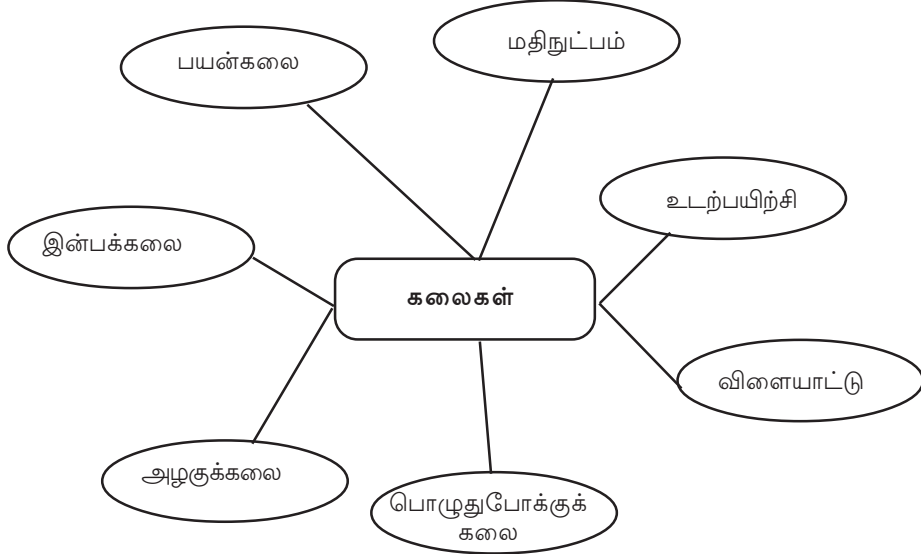 மதிநுட்பம்
பயன்கலை
உடற்பயிற்சி
இன்பக்கலை
கலைகள்
விளையாட்டு
அழகுக்கலை
பொழுதுபோக்குக்
கலை